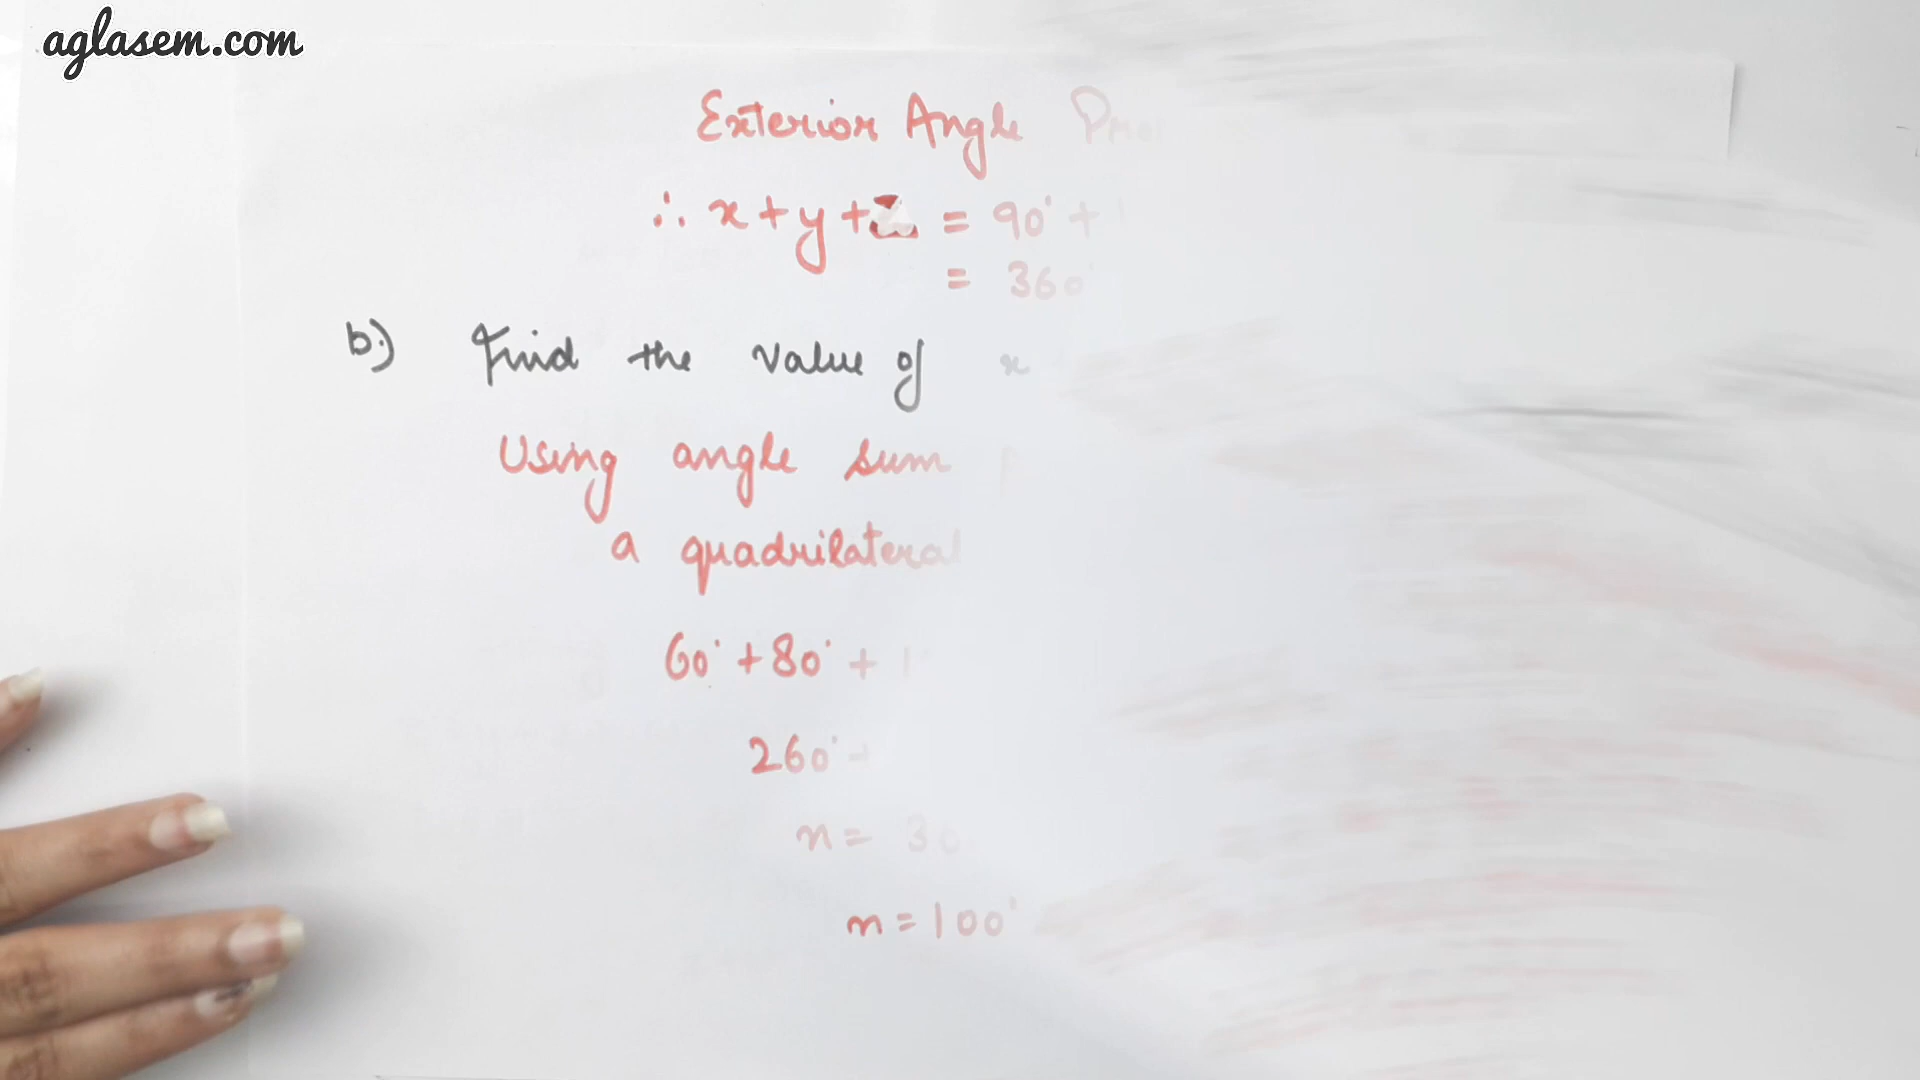 aglasem.com
Exterior Angle
∴ x + y + = 90° +
= 360°
b.) Find the value of x
Using angle sum
a quadrilateral
60° + 80° +
260° +
n =
n = 100°